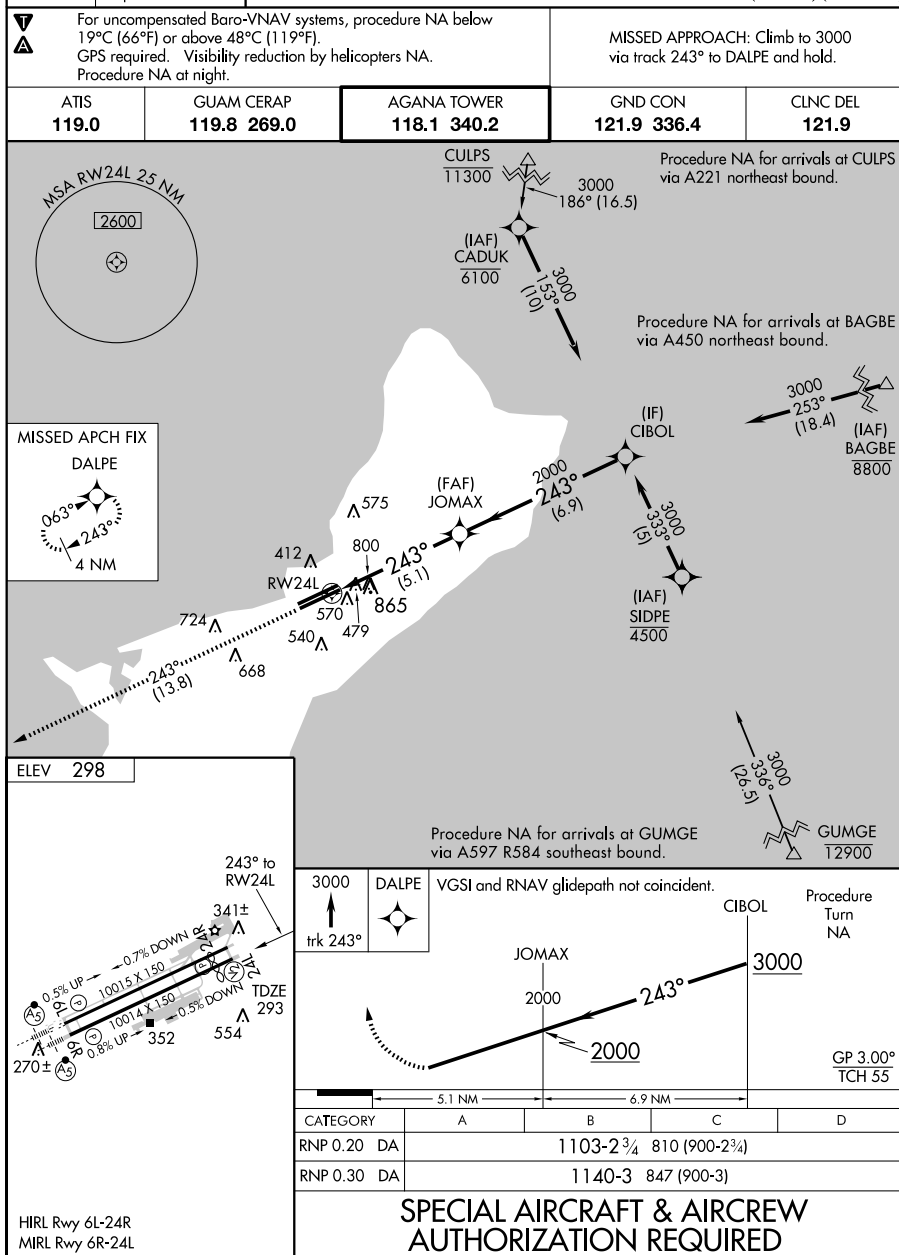 For uncompensated Baro-VNAV systems, procedure NA below
19°C (66°F) or above 48°C (119°F).
GPS required. Visibility reduction by helicopters NA.
Procedure NA at night.
MISSED APPROACH: Climb to 3000
via track 243° to DALPE and hold.
T
A
ATIS
119.0
GUAM CERAP
119.8 269.0
AGANA TOWER
118.1 340.2
GND CON
121.9 336.4
CLNC DEL
121.9
MSA RW24L 25 NM
2600
CULPS
11300
3000
186° (16.5)
Procedure NA for arrivals at CULPS
via A221 northeast bound.
(IAF)
CADUK
6100
3000
153°
(10)
Procedure NA for arrivals at BAGBE
via A450 northeast bound.
3000
253°
(18.4)
(IAF)
BAGBE
8800
(IF)
CIBOL
MISSED APCH FIX
DALPE
063°
243°
4 NM
(FAF)
JOMAX
2000
243°
(6.9)
3000
333°
(5)
(IAF)
SIDPE
4500
575
412
800
243°
(5.1)
RW24L
570
865
479
724
540
668
243°
(13.8)
3000
336°
(26.5)
GUMGE
12900
Procedure NA for arrivals at GUMGE
via A597 R584 southeast bound.
ELEV 298
243° to
RW24L
341±
0.5% UP
0.7% DOWN
10015 X 150
24R
24L
6L
A5
P
P
P
V2
TDZE
293
10014 X 150
0.5% DOWN
0.8% UP
6R
352
554
270±
A5
HIRL Rwy 6L-24R
MIRL Rwy 6R-24L
3000
trk 243°
DALPE
VGSI and RNAV glidepath not coincident.
CIBOL
Procedure
Turn
NA
JOMAX
3000
2000
243°
2000
GP 3.00°
TCH 55
5.1 NM
6.9 NM
CATEGORY A B C D
RNP 0.20 DA 1103-2¾ 810 (900-2¾)
RNP 0.30 DA 1140-3 847 (900-3)
SPECIAL AIRCRAFT & AIRCREW
AUTHORIZATION REQUIRED